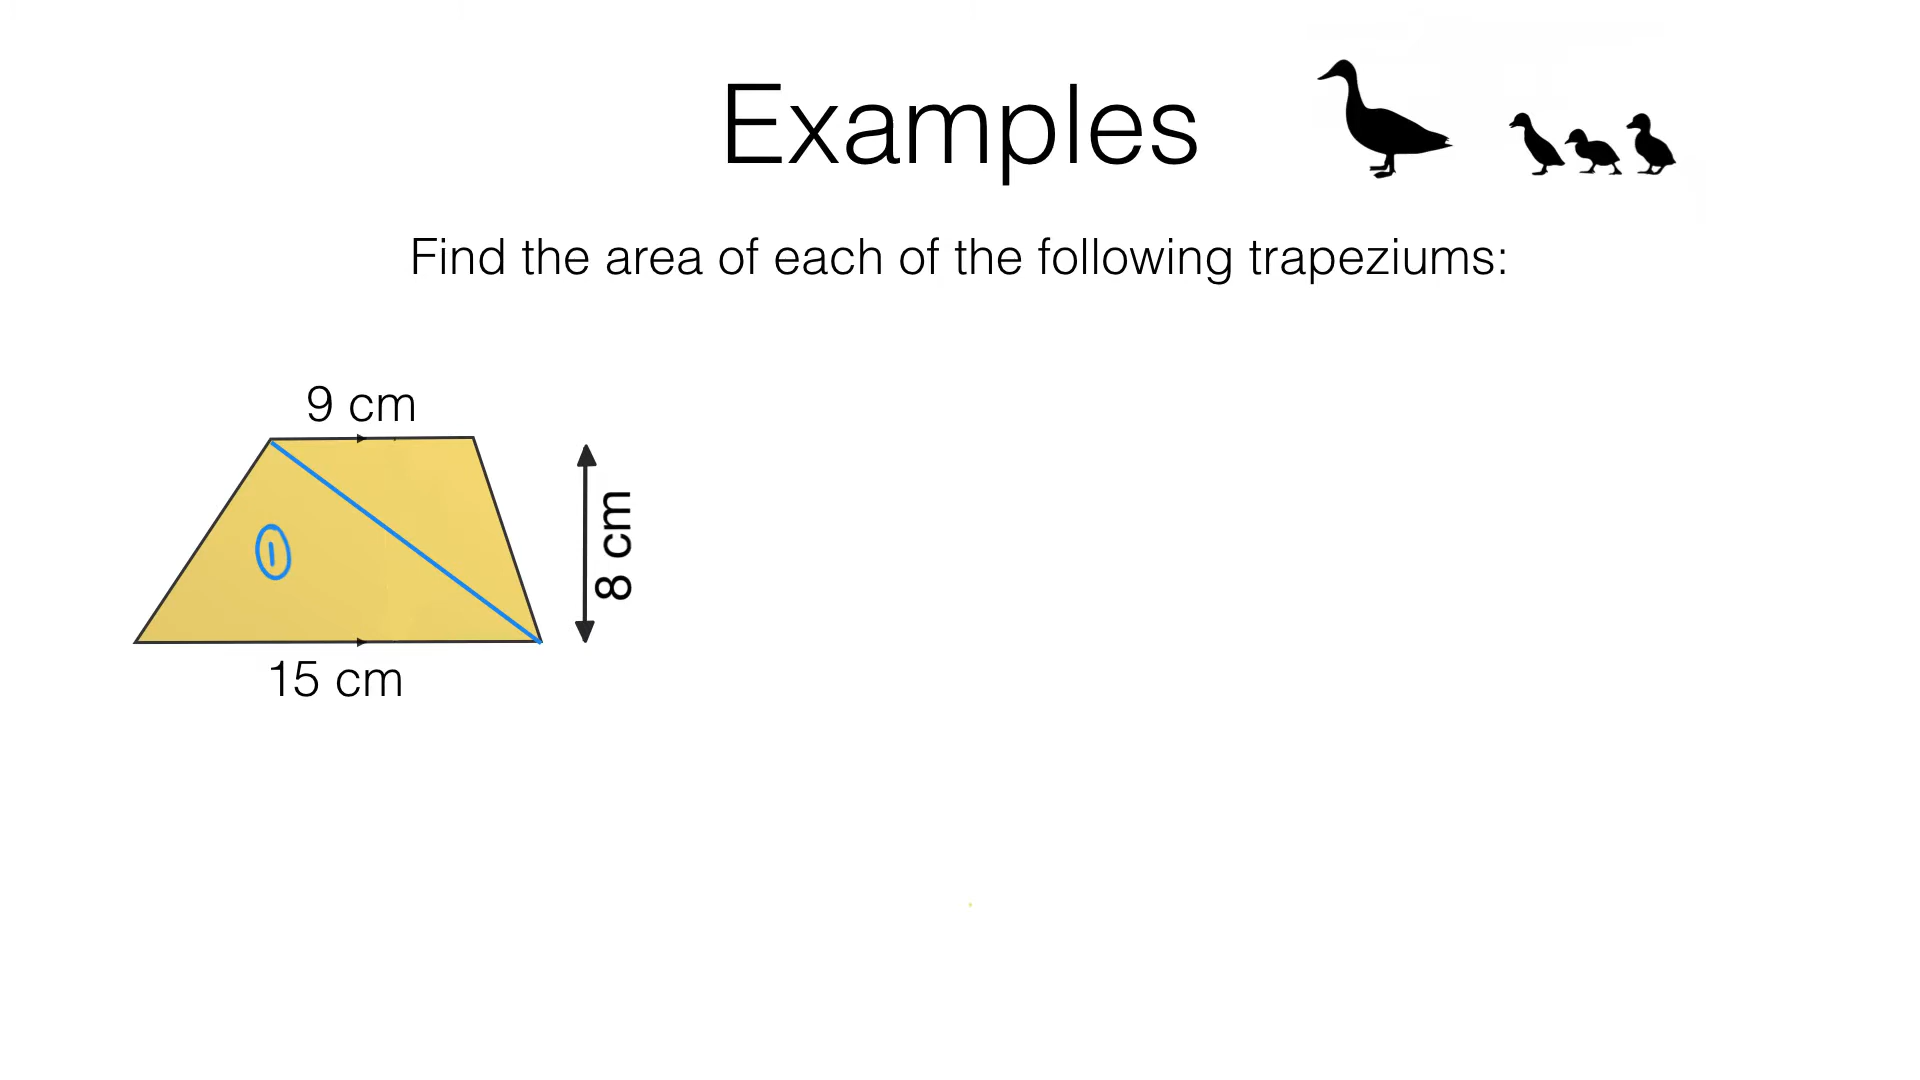 Examples
Find the area of each of the following trapeziums:
9 cm
1
8 cm
15 cm